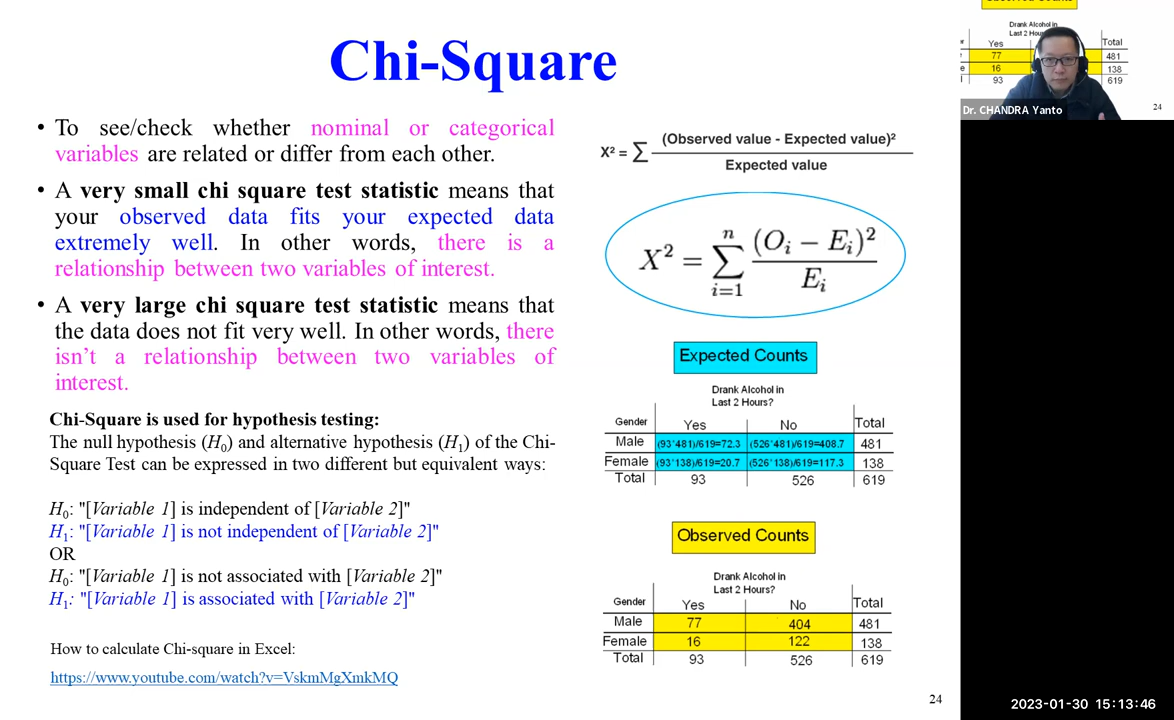 Chi-Square
• To see/check whether nominal or categorical
variables are related or differ from each other.
• A very small chi square test statistic means that
your observed data fits your expected data
extremely well. In other words, there is a
relationship between two variables of interest.
• A very large chi square test statistic means that
the data does not fit very well. In other words, there
isn't a relationship between two variables of
interest.
Chi-Square is used for hypothesis testing:
The null hypothesis (H0) and alternative hypothesis (H1) of the Chi-
Square Test can be expressed in two different but equivalent ways:
H0: "[Variable 1] is independent of [Variable 2]"
H1: "[Variable 1] is not independent of [Variable 2]"
OR
H0: "[Variable 1] is not associated with [Variable 2]"
H1: "[Variable 1] is associated with [Variable 2]"
How to calculate Chi-square in Excel:
https://www.youtube.com/watch?v=VskmMgXmkMQ
(Observed value - Expected value)²
X² = ∑
Expected value
X² = ∑ n i=1 (Oi − Ei)² / Ei
Expected Counts
Drank Alcohol in
Last 2 Hours?
Gender Yes No Total
Male (93*481)/619=72.3 (526*481)/619=408.7 481
Female (93*138)/619=20.7 (526*138)/619=117.3 138
Total 93 526 619
Observed Counts
Drank Alcohol in
Last 2 Hours?
Gender Yes No Total
Male 77 404 481
Female 16 122 138
Total 93 526 619
24
Drank Alcohol in
Last 2 Hou
Yes Total
77 481
16 138
93 619
Dr. CHANDRA Yanto
24
2023-01-30 15:13:46